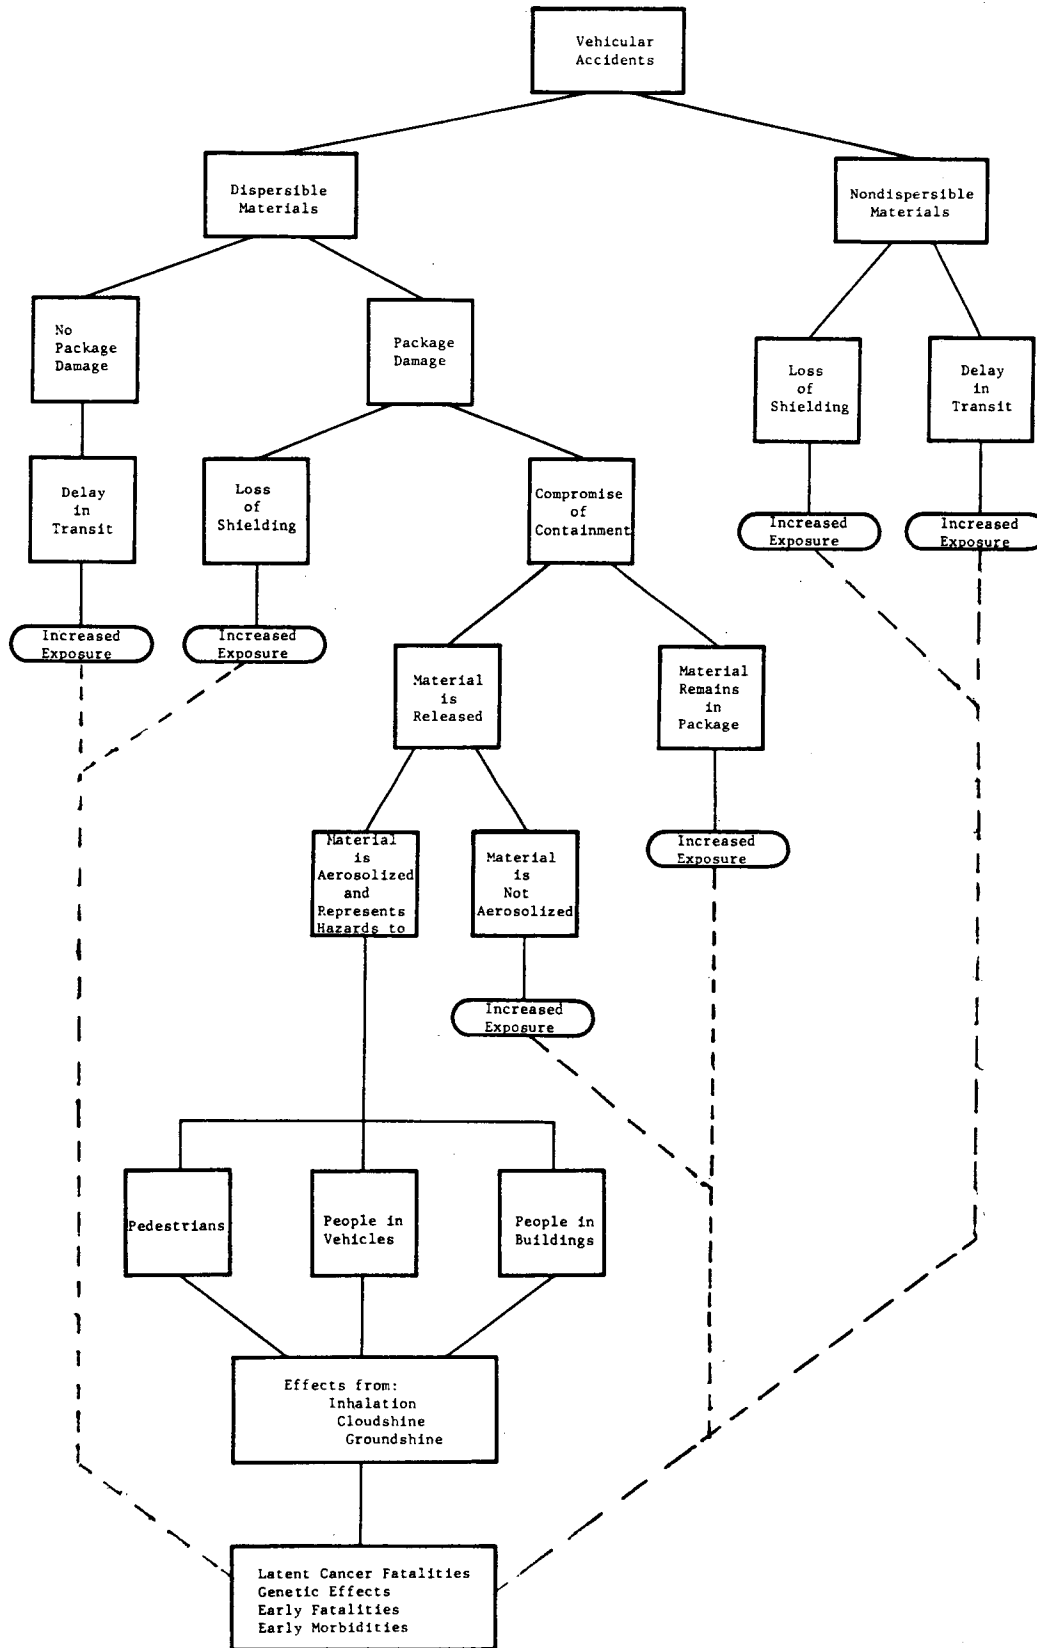 Vehicular
Accidents
Dispersible
Materials
Nondispersible
Materials
No
Package
Damage
Package
Damage
Loss
of
Shielding
Delay
in
Transit
Delay
in
Transit
Loss
of
Shielding
Compromise
of
Containment
Increased
Exposure
Increased
Exposure
Increased
Exposure
Increased
Exposure
Material
is
Released
Material
Remains
in
Package
Material
is
Aerosolized
and
Represents
Hazards to
Material
is
Not
Aerosolized
Increased
Exposure
Increased
Exposure
Pedestrians
People in
Vehicles
People in
Buildings
Effects from:
Inhalation
Cloudshine
Groundshine
Latent Cancer Fatalities
Genetic Effects
Early Fatalities
Early Morbidities